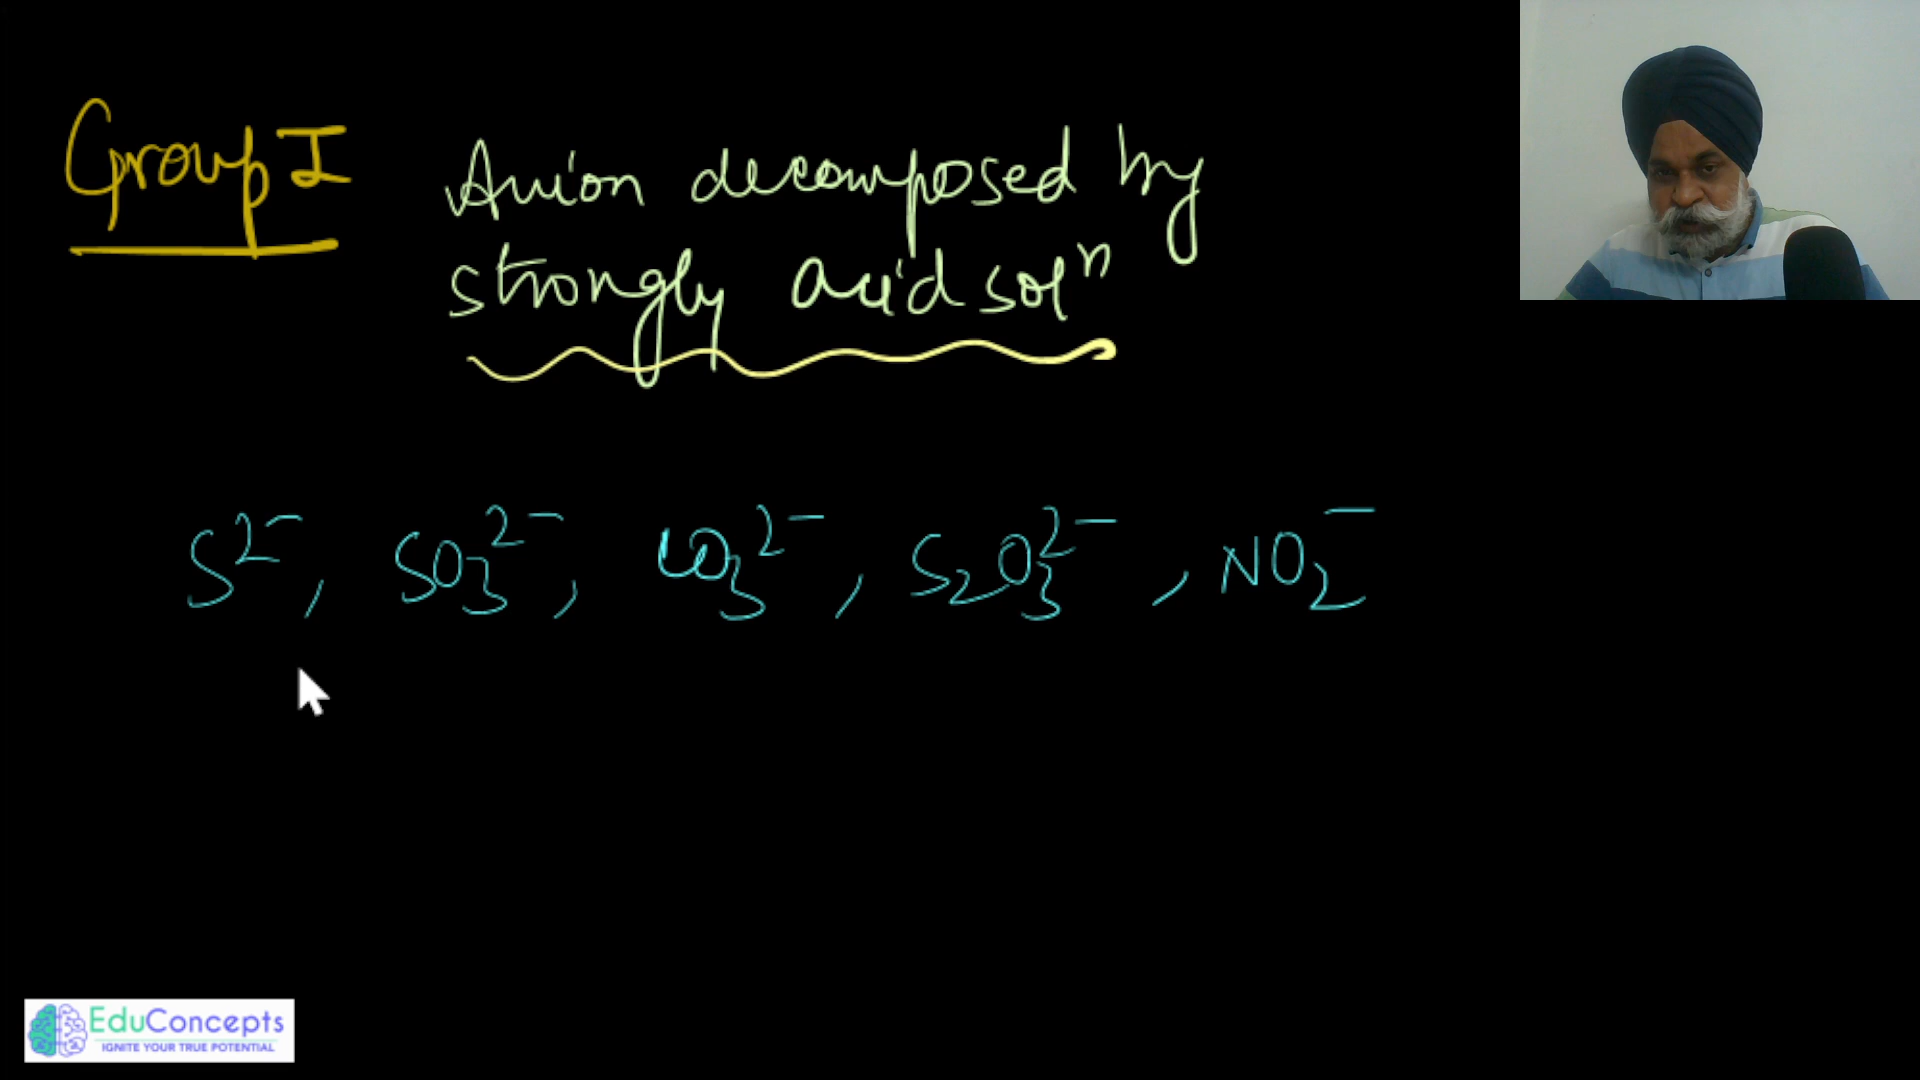 Group I
Anion decomposed by
strongly acid solⁿ
S²⁻, SO₃²⁻, CO₃²⁻, S₂O₃²⁻, NO₂⁻
EduConcepts
IGNITE YOUR TRUE POTENTIAL